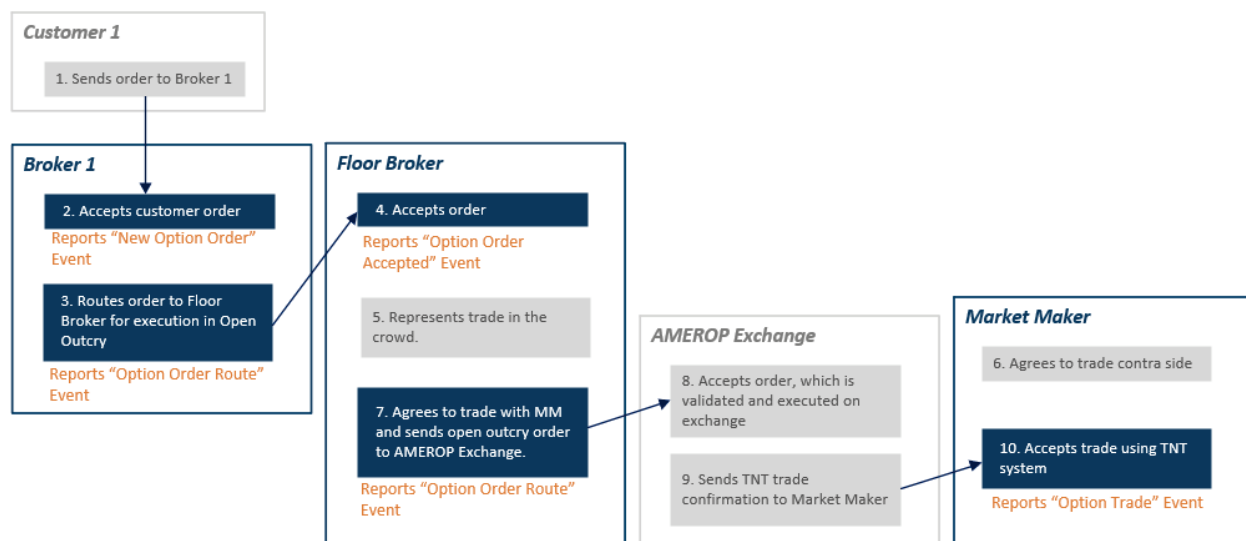 Customer 1
1. Sends order to Broker 1
Broker 1
2. Accepts customer order
Reports “New Option Order”
Event
3. Routes order to Floor
Broker for execution in Open
Outcry
Reports “Option Order Route”
Event
Floor Broker
4. Accepts order
Reports “Option Order
Accepted” Event
5. Represents trade in the
crowd.
7. Agrees to trade with MM
and sends open outcry order
to AMEROP Exchange.
Reports “Option Order Route”
Event
AMEROP Exchange
8. Accepts order, which is
validated and executed on
exchange
9. Sends TNT trade
confirmation to Market Maker
Market Maker
6. Agrees to trade contra side
10. Accepts trade using TNT
system
Reports “Option Trade” Event